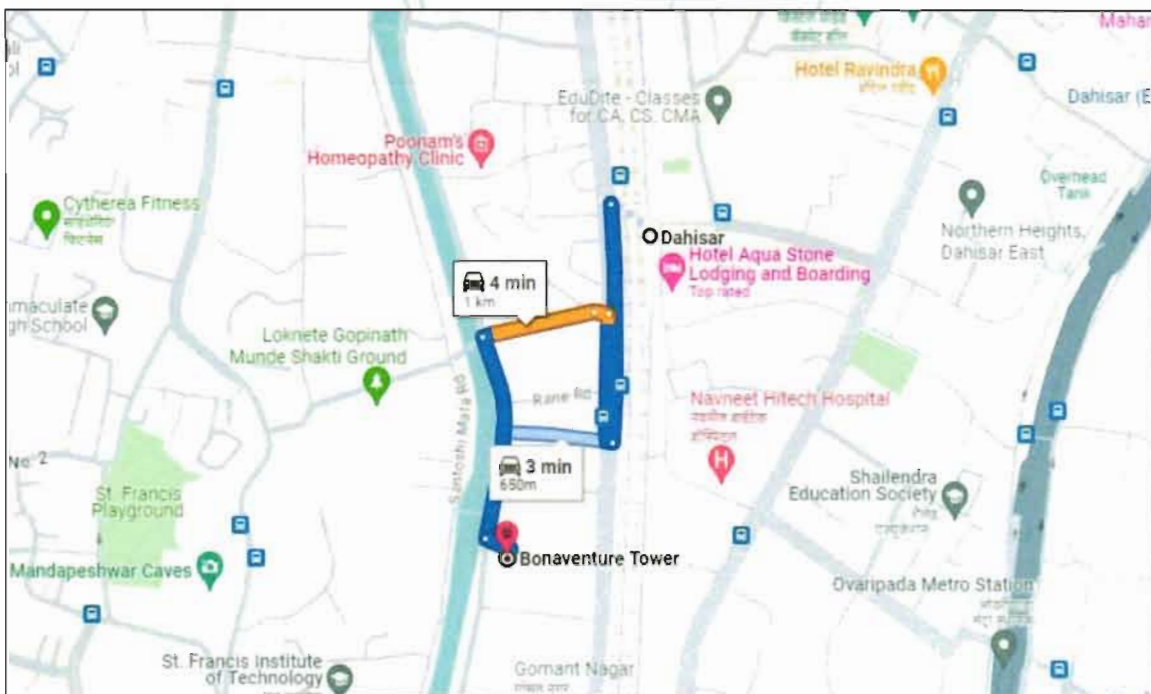 Mahar
Hotel Ravindra
EduDite - Classes
for CA, CS, CMA
Dahisar (E
Poonam's
Homeopathy Clinic
Overhead
Tank
Cytherea Fitness
Northern Heights,
Dahisar East
Dahisar
Hotel Aqua Stone
Lodging and Boarding
Top rated
4 min
1 km
mmaculate
gh School
Loknete Gopinath
Munde Shakti Ground
Rane Rd
Navneet Hitech Hospital
Santoshi Mata Rd
3 min
650m
No. 2
St. Francis
Playground
Shailendra
Education Society
Bonaventure Tower
Mandapeshwar Caves
Ovaripada Metro Station
St. Francis Institute
of Technology
Gomant Nagar
गोमंत नगर